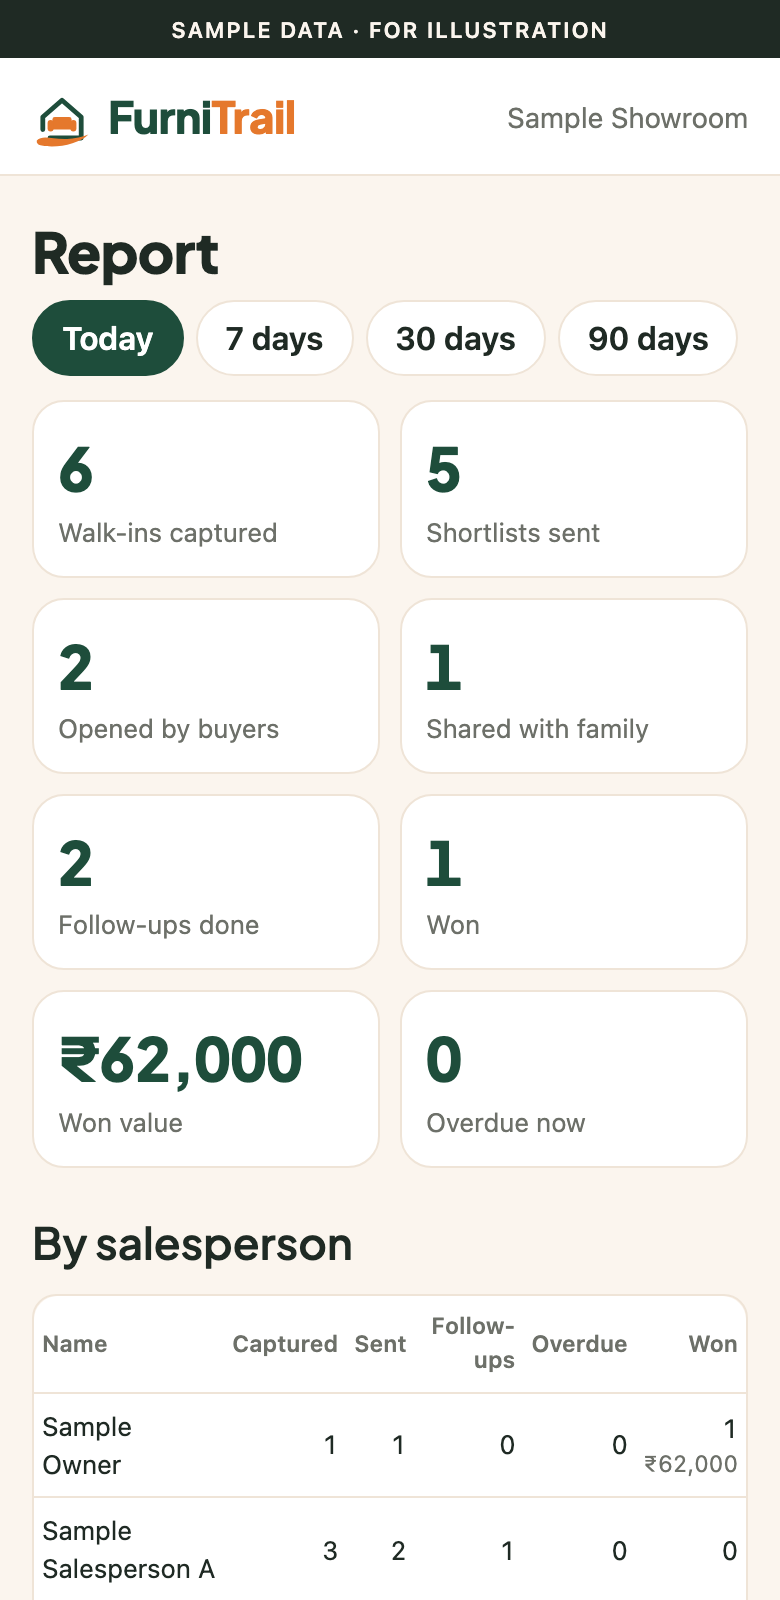 SAMPLE DATA · FOR ILLUSTRATION
FurniTrail
Sample Showroom
Report
Today
7 days
30 days
90 days
6
Walk-ins captured
5
Shortlists sent
2
Opened by buyers
1
Shared with family
2
Follow-ups done
1
Won
₹62,000
Won value
0
Overdue now
By salesperson
Name Captured Sent Follow-ups Overdue Won
Sample Owner 1 1 0 0 1 ₹62,000
Sample Salesperson A 3 2 1 0 0